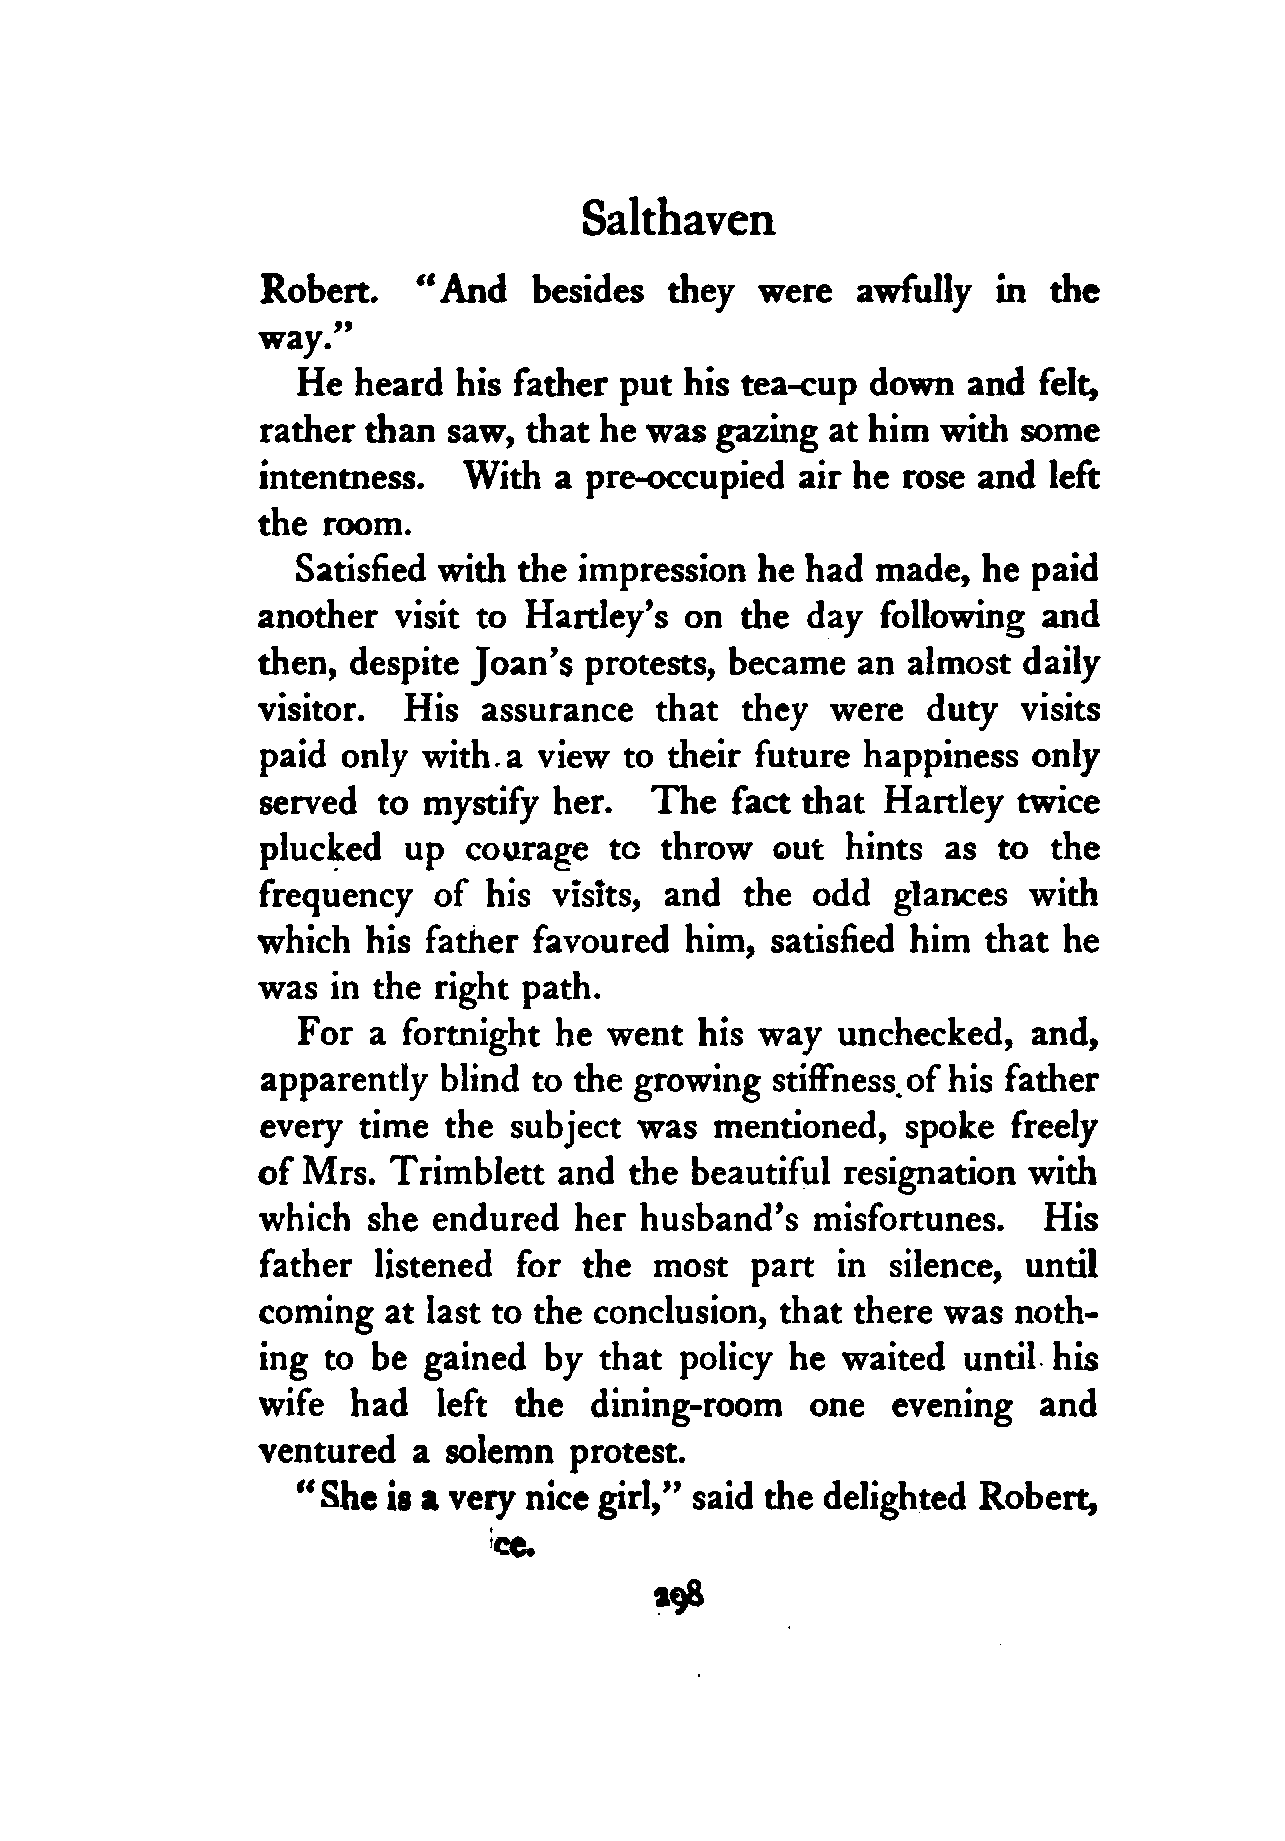 Salthaven
Robert. "And besides they were awfully in the
way."
He heard his father put his tea-cup down and felt,
rather than saw, that he was gazing at him with some
intentness. With a pre-occupied air he rose and left
the room.
Satisfied with the impression he had made, he paid
another visit to Hartley's on the day following and
then, despite Joan's protests, became an almost daily
visitor. His assurance that they were duty visits
paid only with a view to their future happiness only
served to mystify her. The fact that Hartley twice
plucked up courage to throw out hints as to the
frequency of his visits, and the odd glances with
which his father favoured him, satisfied him that he
was in the right path.
For a fortnight he went his way unchecked, and,
apparently blind to the growing stiffness of his father
every time the subject was mentioned, spoke freely
of Mrs. Trimblett and the beautiful resignation with
which she endured her husband's misfortunes. His
father listened for the most part in silence, until
coming at last to the conclusion, that there was noth-
ing to be gained by that policy he waited until his
wife had left the dining-room one evening and
ventured a solemn protest.
"She is a very nice girl," said the delighted Robert,
ce.
298